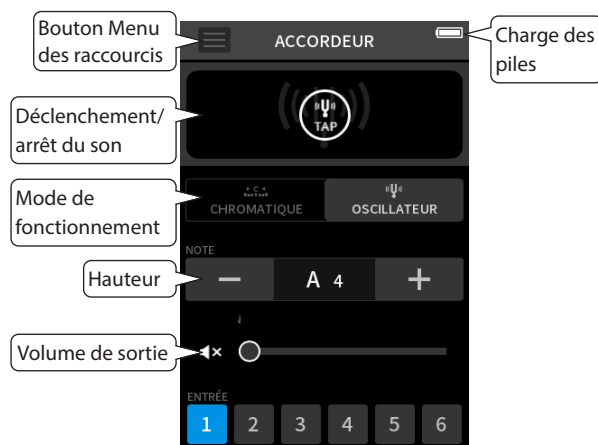 Bouton Menu
des raccourcis
ACCORDEUR
Charge des
piles
Déclenchement/
arrêt du son
TAP
Mode de
fonctionnement
C
CHROMATIQUE
OSCILLATEUR
NOTE
Hauteur
− A 4 +
Volume de sortie
ENTRÉE
1 2 3 4 5 6